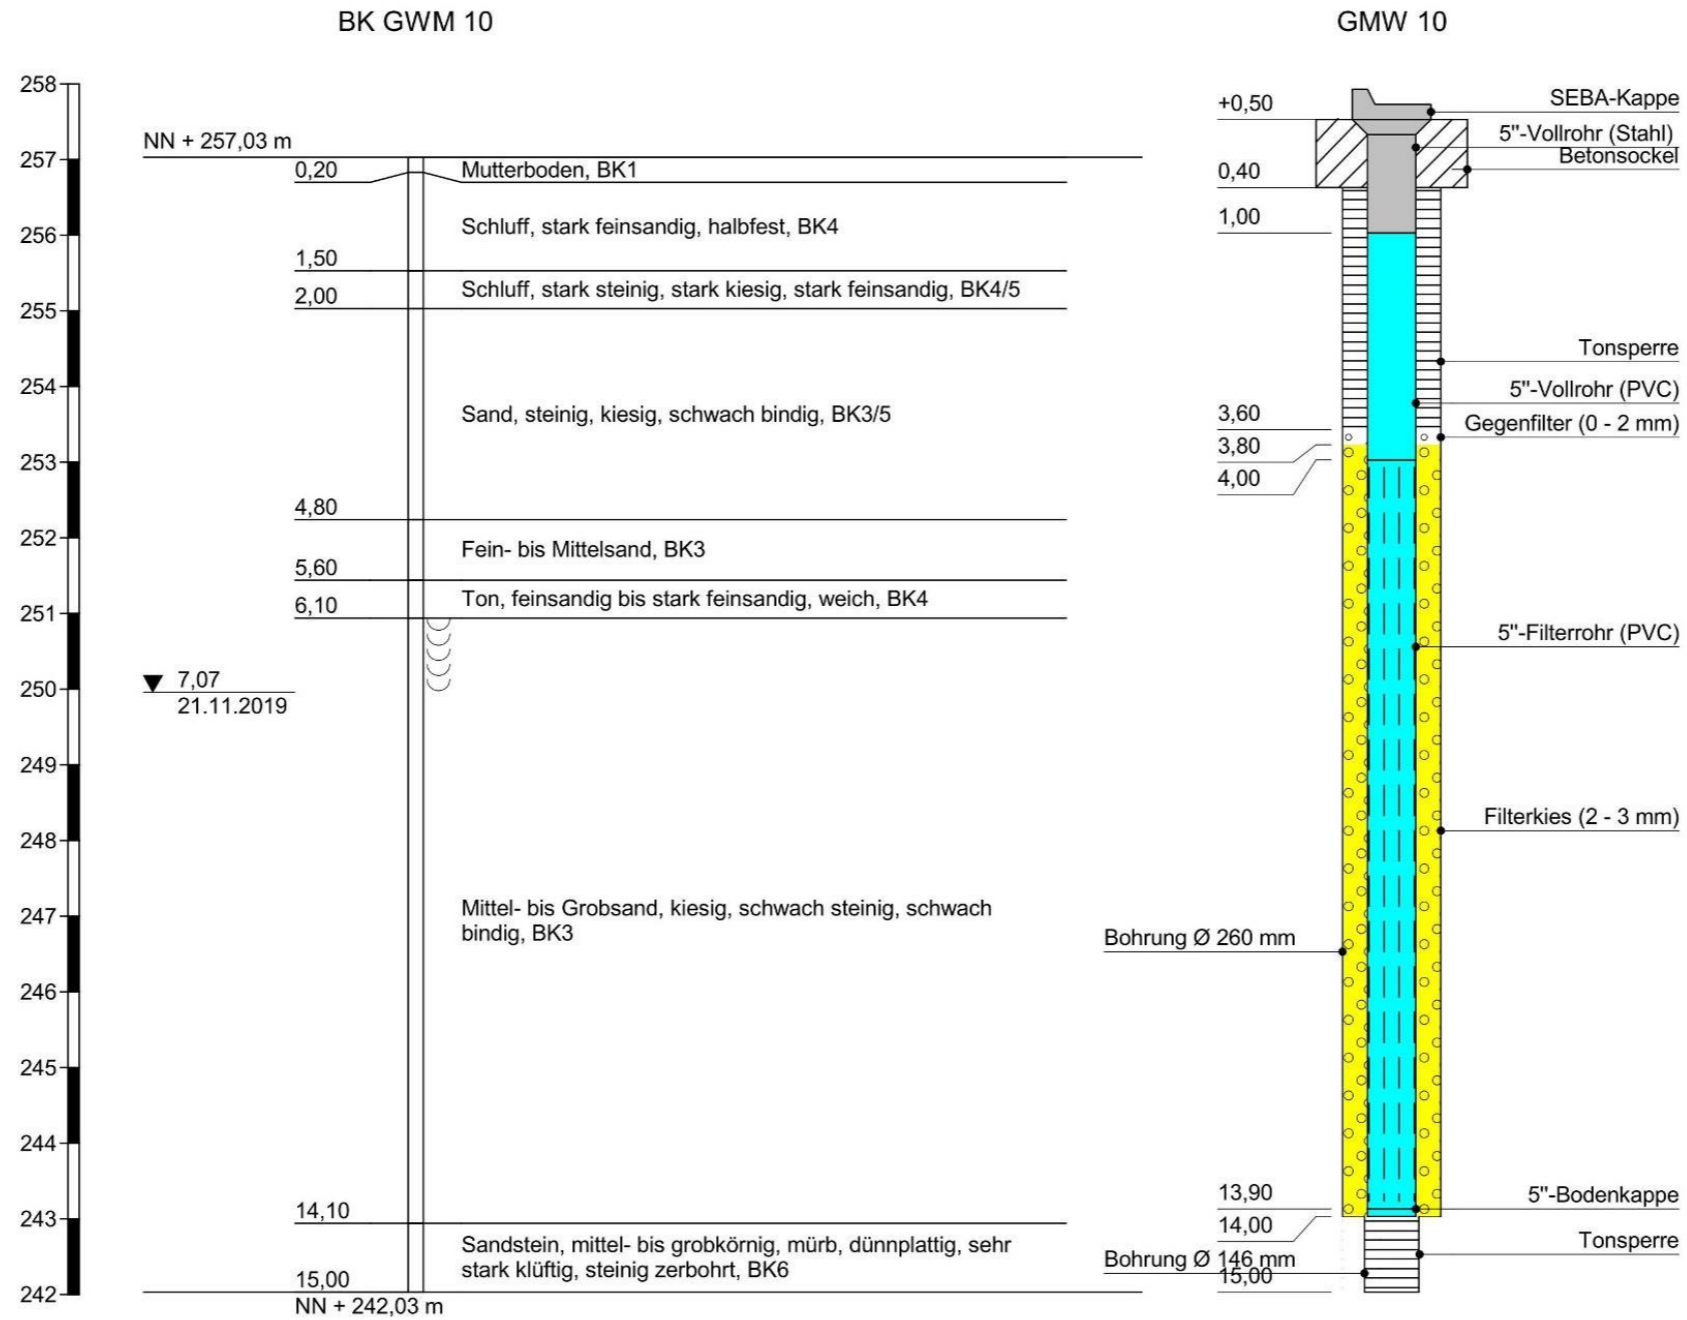 BK GWM 10
GMW 10
258
257
256
255
254
253
252
251
250
249
248
247
246
245
244
243
242
NN + 257,03 m
0,20
Mutterboden, BK1
Schluff, stark feinsandig, halbfest, BK4
1,50
Schluff, stark steinig, stark kiesig, stark feinsandig, BK4/5
2,00
Sand, steinig, kiesig, schwach bindig, BK3/5
4,80
Fein- bis Mittelsand, BK3
5,60
Ton, feinsandig bis stark feinsandig, weich, BK4
6,10
7,07
21.11.2019
Mittel- bis Grobsand, kiesig, schwach steinig, schwach
bindig, BK3
14,10
Sandstein, mittel- bis grobkörnig, mürb, dünnplattig, sehr
stark klüftig, steinig zerbohrt, BK6
15,00
NN + 242,03 m
+0,50
0,40
1,00
3,60
3,80
4,00
Bohrung Ø 260 mm
13,90
14,00
Bohrung Ø 146 mm
15,00
SEBA-Kappe
5"-Vollrohr (Stahl)
Betonsockel
Tonsperre
5"-Vollrohr (PVC)
Gegenfilter (0 - 2 mm)
5"-Filterrohr (PVC)
Filterkies (2 - 3 mm)
5"-Bodenkappe
Tonsperre